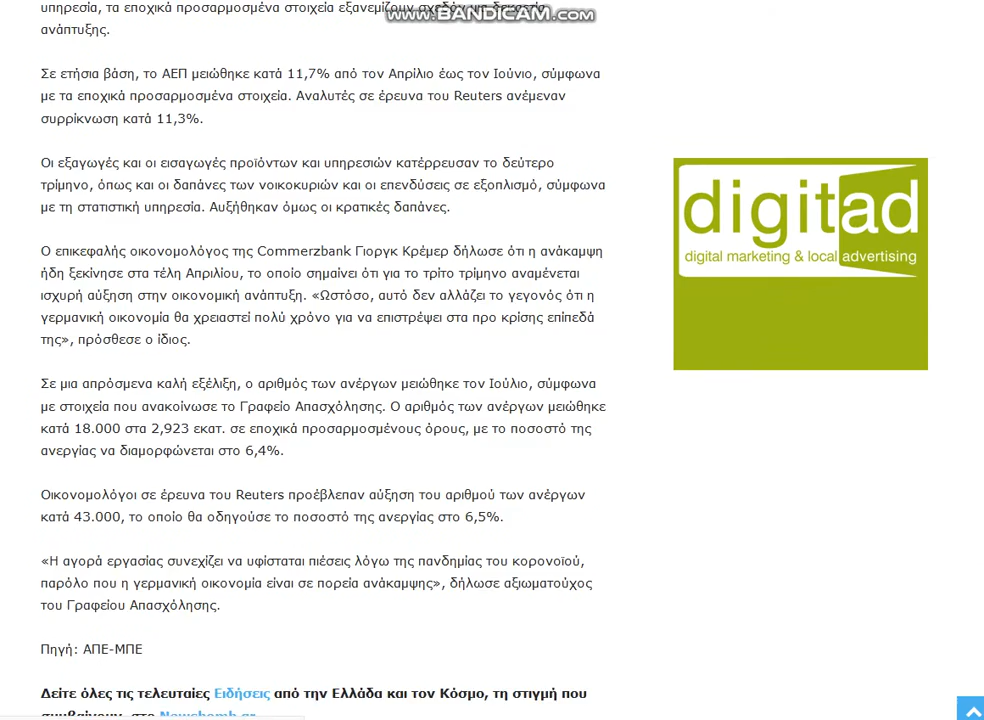 υπηρεσία, τα εποχικά προσαρμοσμένα στοιχεία εξανεμίζουν σχεδόν μια δεκαετία
www.BANDICAM.com
ανάπτυξης.
Σε ετήσια βάση, το ΑΕΠ μειώθηκε κατά 11,7% από τον Απρίλιο έως τον Ιούνιο, σύμφωνα
με τα εποχικά προσαρμοσμένα στοιχεία. Αναλυτές σε έρευνα του Reuters ανέμεναν
συρρίκνωση κατά 11,3%.
Οι εξαγωγές και οι εισαγωγές προϊόντων και υπηρεσιών κατέρρευσαν το δεύτερο
τρίμηνο, όπως και οι δαπάνες των νοικοκυριών και οι επενδύσεις σε εξοπλισμό, σύμφωνα
με τη στατιστική υπηρεσία. Αυξήθηκαν όμως οι κρατικές δαπάνες.
Ο επικεφαλής οικονομολόγος της Commerzbank Γιοργκ Κρέμερ δήλωσε ότι η ανάκαμψη
ήδη ξεκίνησε στα τέλη Απριλίου, το οποίο σημαίνει ότι για το τρίτο τρίμηνο αναμένεται
ισχυρή αύξηση στην οικονομική ανάπτυξη. «Ωστόσο, αυτό δεν αλλάζει το γεγονός ότι η
γερμανική οικονομία θα χρειαστεί πολύ χρόνο για να επιστρέψει στα προ κρίσης επίπεδά
της», πρόσθεσε ο ίδιος.
Σε μια απρόσμενα καλή εξέλιξη, ο αριθμός των ανέργων μειώθηκε τον Ιούλιο, σύμφωνα
με στοιχεία που ανακοίνωσε το Γραφείο Απασχόλησης. Ο αριθμός των ανέργων μειώθηκε
κατά 18.000 στα 2,923 εκατ. σε εποχικά προσαρμοσμένους όρους, με το ποσοστό της
ανεργίας να διαμορφώνεται στο 6,4%.
Οικονομολόγοι σε έρευνα του Reuters προέβλεπαν αύξηση του αριθμού των ανέργων
κατά 43.000, το οποίο θα οδηγούσε το ποσοστό της ανεργίας στο 6,5%.
«Η αγορά εργασίας συνεχίζει να υφίσταται πιέσεις λόγω της πανδημίας του κορονοϊού,
παρόλο που η γερμανική οικονομία είναι σε πορεία ανάκαμψης», δήλωσε αξιωματούχος
του Γραφείου Απασχόλησης.
Πηγή: ΑΠΕ-ΜΠΕ
Δείτε όλες τις τελευταίες Ειδήσεις από την Ελλάδα και τον Κόσμο, τη στιγμή που
συμβαίνουν, στο Newsbomb.gr
digitad
digital marketing & local advertising